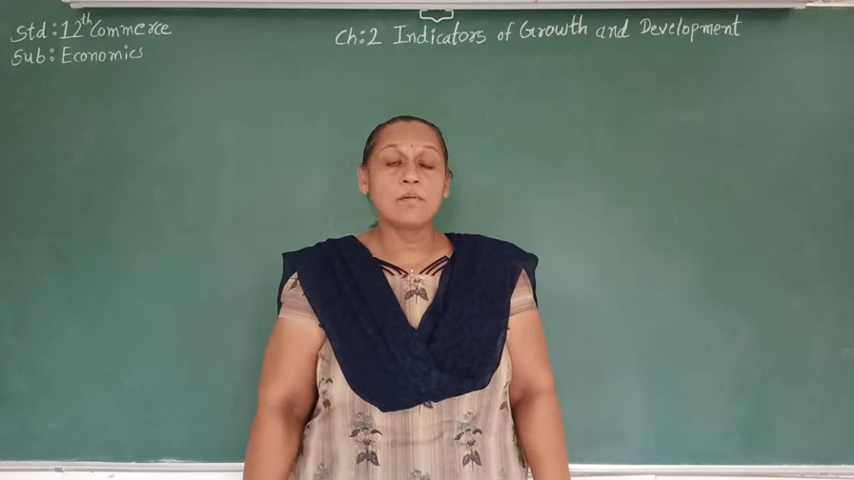 Std : 12th Commerce
Sub : Economics
Ch:2 Indicators of Growth and Development